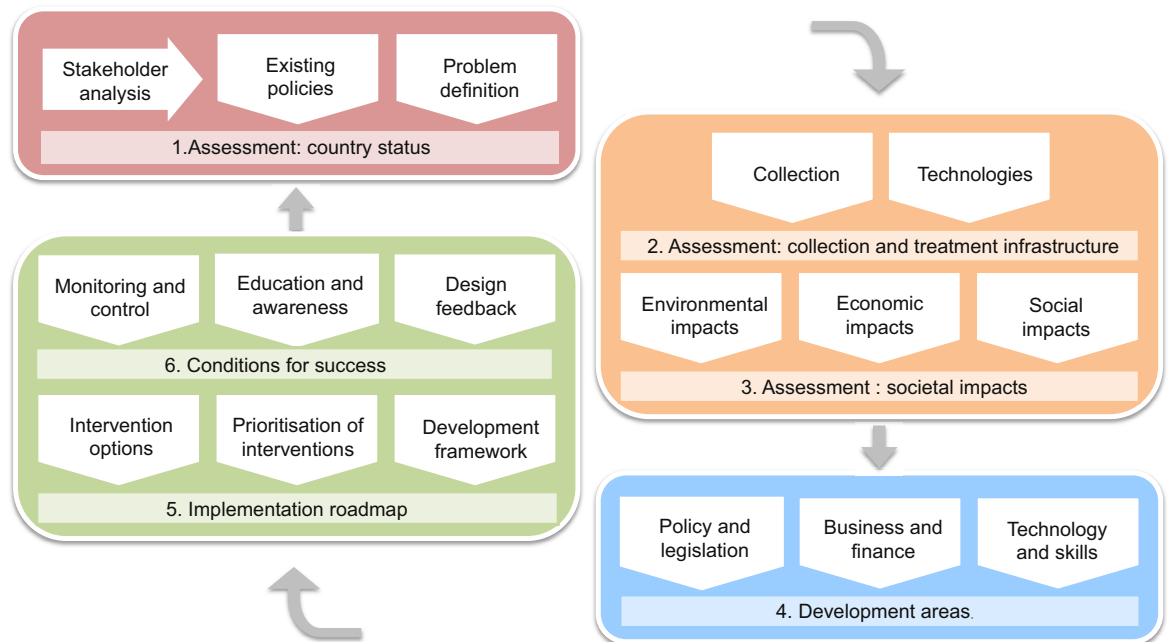 Stakeholder
analysis
Existing
policies
Problem
definition
1.Assessment: country status
Collection
Technologies
2. Assessment: collection and treatment infrastructure
Environmental
impacts
Economic
impacts
Social
impacts
3. Assessment : societal impacts
Policy and
legislation
Business and
finance
Technology
and skills
4. Development areas.
Monitoring and
control
Education and
awareness
Design
feedback
6. Conditions for success
Intervention
options
Prioritisation of
interventions
Development
framework
5. Implementation roadmap